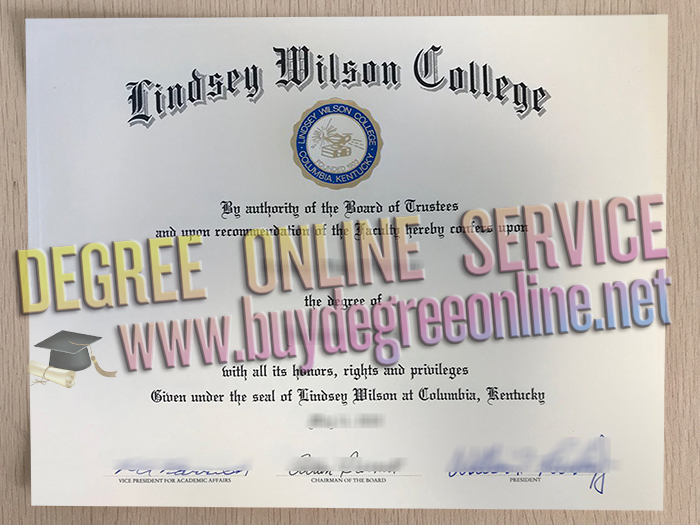 Lindsey Wilson College
LINDSEY WILSON COLLEGE
COLUMBIA, KENTUCKY
By authority of the Board of Trustees
and upon recommendation of the Faculty hereby confers upon
DEGREE ONLINE SERVICE
the degree of
www.buydegreeonline.net
with all its honors, rights and privileges
Given under the seal of Lindsey Wilson at Columbia, Kentucky
VICE PRESIDENT FOR ACADEMIC AFFAIRS CHAIRMAN OF THE BOARD PRESIDENT